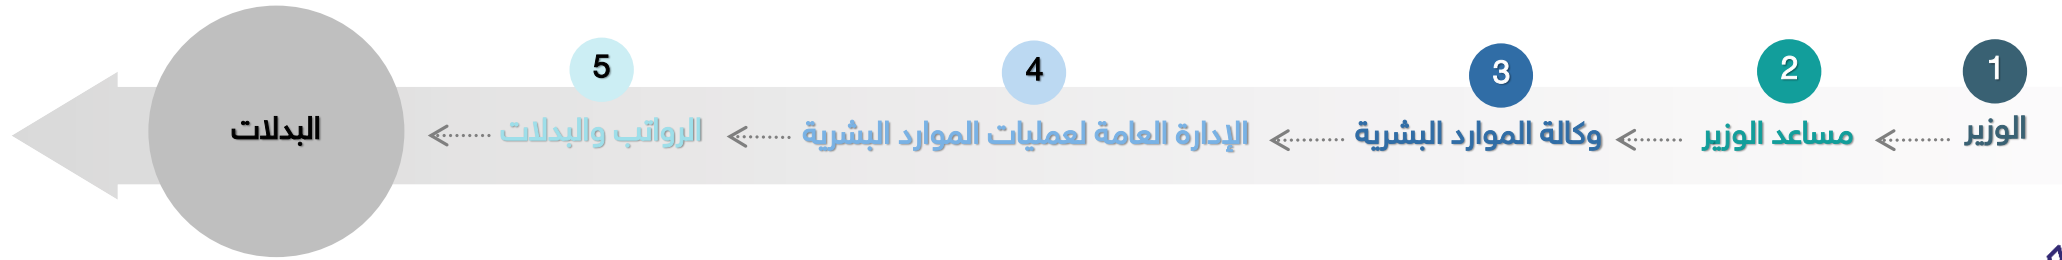 1
الوزير
2
مساعد الوزير
3
وكالة الموارد البشرية
4
الإدارة العامة لعمليات الموارد البشرية
5
الرواتب والبدلات
البدلات